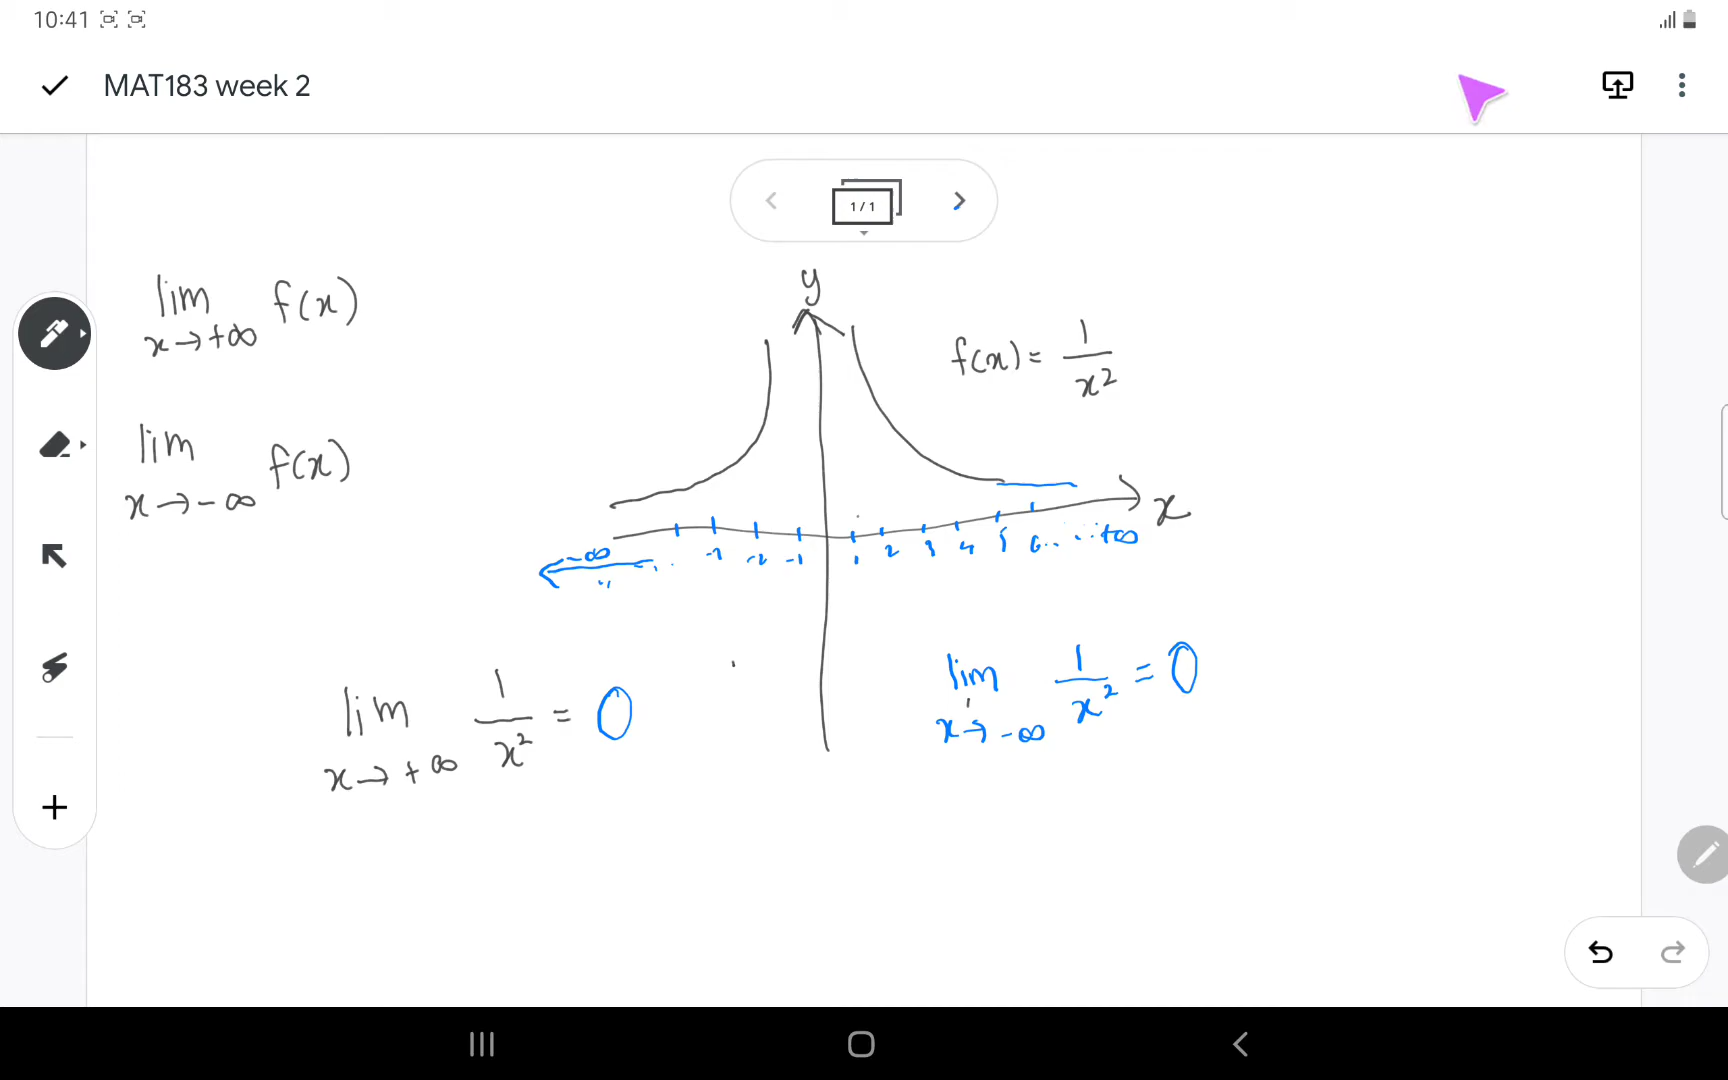 10:41
MAT183 week 2
1 / 1
lim x→+∞ f(x)
y
f(x) = 1/x²
lim x→-∞ f(x)
x
-∞ -2 -1 1 2 3 4 5 6 .. . .. +∞
lim x→+∞ 1/x² = 0
lim x→-∞ 1/x² = 0